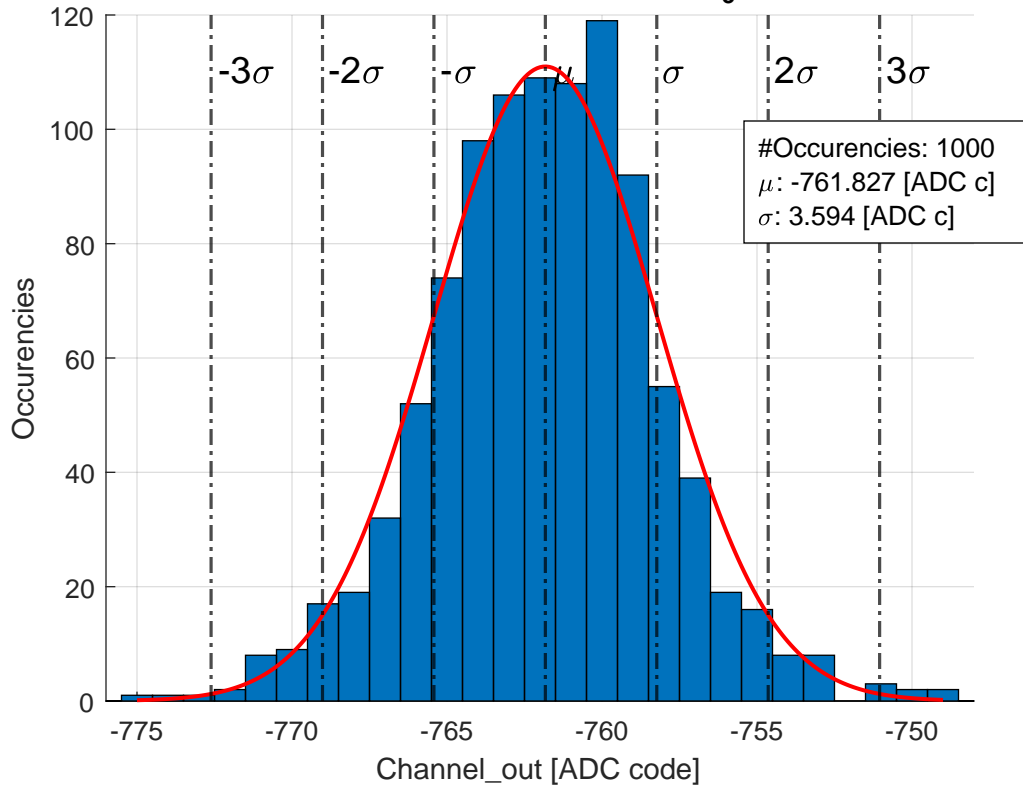 -3σ -2σ -σ μ σ 2σ 3σ
#Occurencies: 1000
μ: -761.827 [ADC c]
σ: 3.594 [ADC c]
120
100
80
60
40
20
0
Occurencies
-775 -770 -765 -760 -755 -750
Channel_out [ADC code]